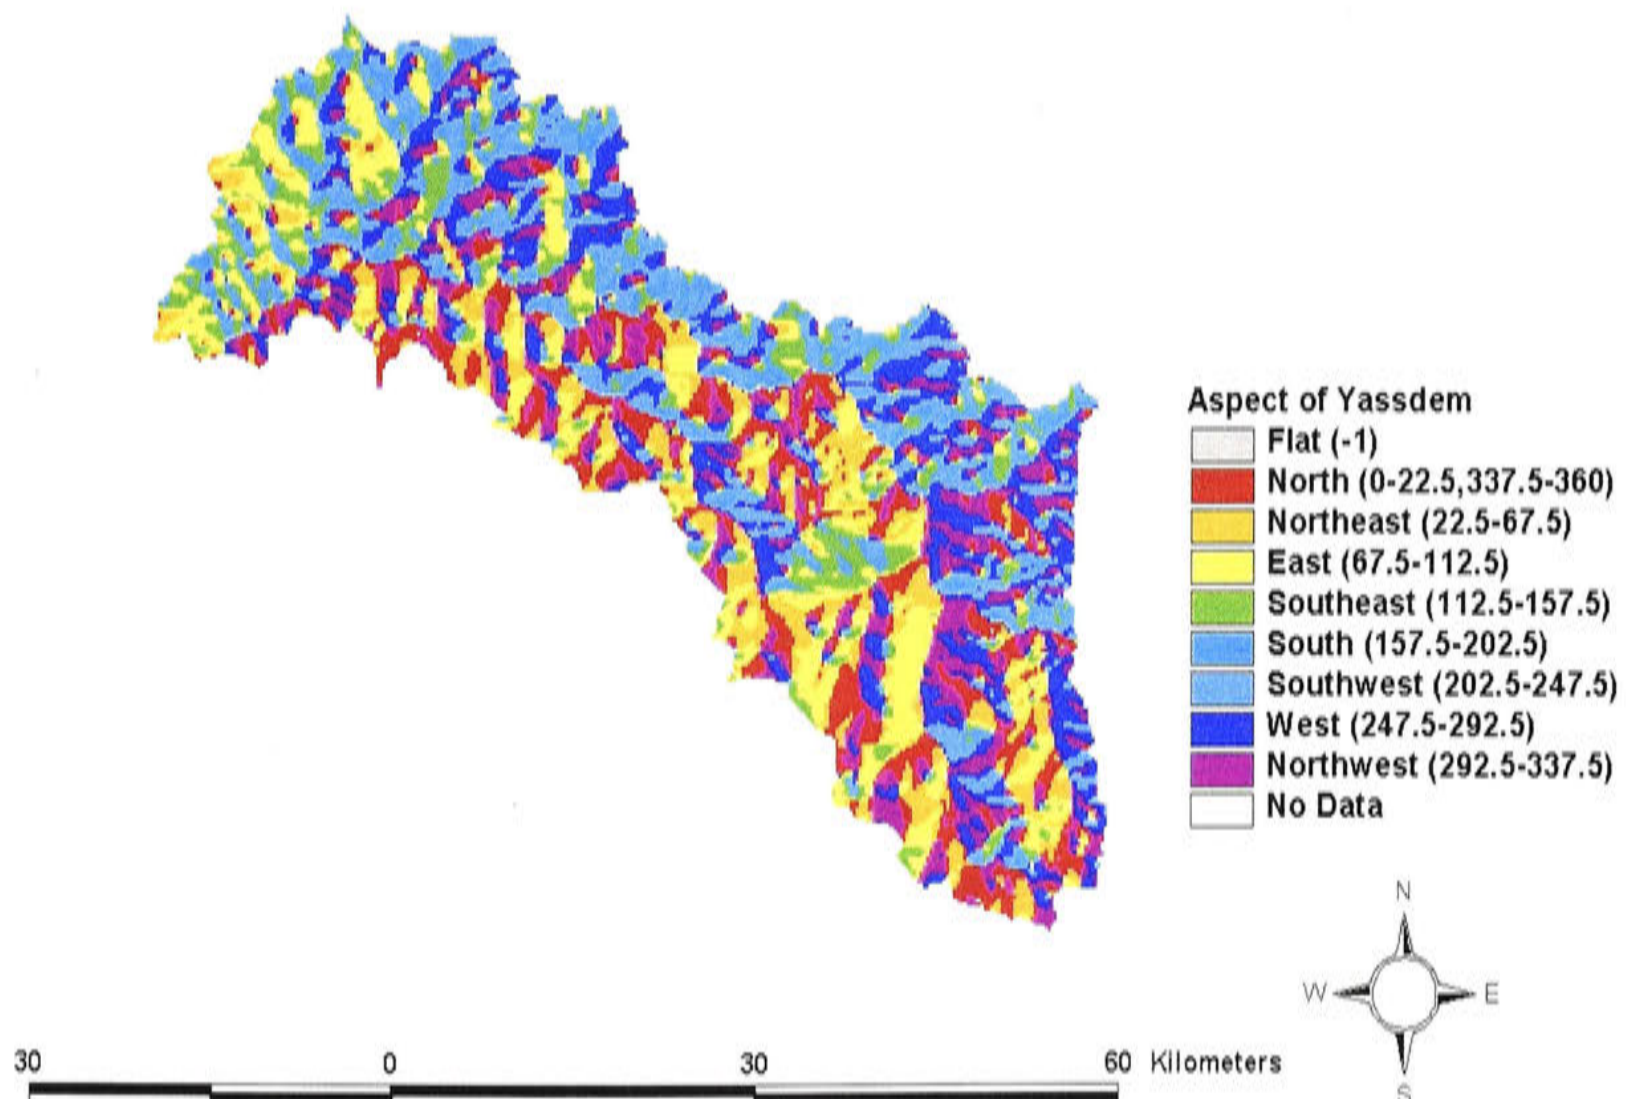 Aspect of Yassdem
Flat (-1)
North (0-22.5,337.5-360)
Northeast (22.5-67.5)
East (67.5-112.5)
Southeast (112.5-157.5)
South (157.5-202.5)
Southwest (202.5-247.5)
West (247.5-292.5)
Northwest (292.5-337.5)
No Data
N
W E
S
30 0 30 60 Kilometers